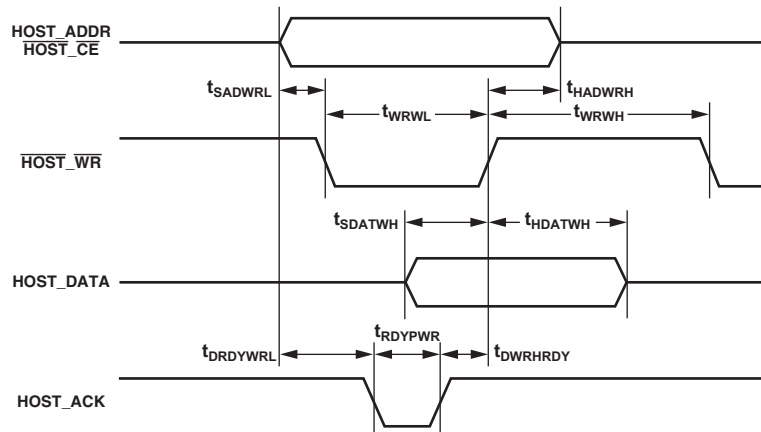 HOST_ADDR
HOST_CE
tSADWRL
tHADWRH
tWRWL
tWRWH
HOST_WR
tSDATWH
tHDATWH
HOST_DATA
tRDYPWR
tDRDYWRL
tDWRHRDY
HOST_ACK